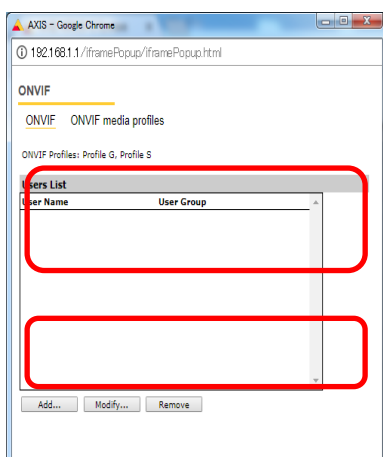 AXIS - Google Chrome
192.168.1.1/iframePopup/iframePopup.html
ONVIF
ONVIF ONVIF media profiles
ONVIF Profiles: Profile G, Profile S
Users List
User Name User Group
Add... Modify... Remove